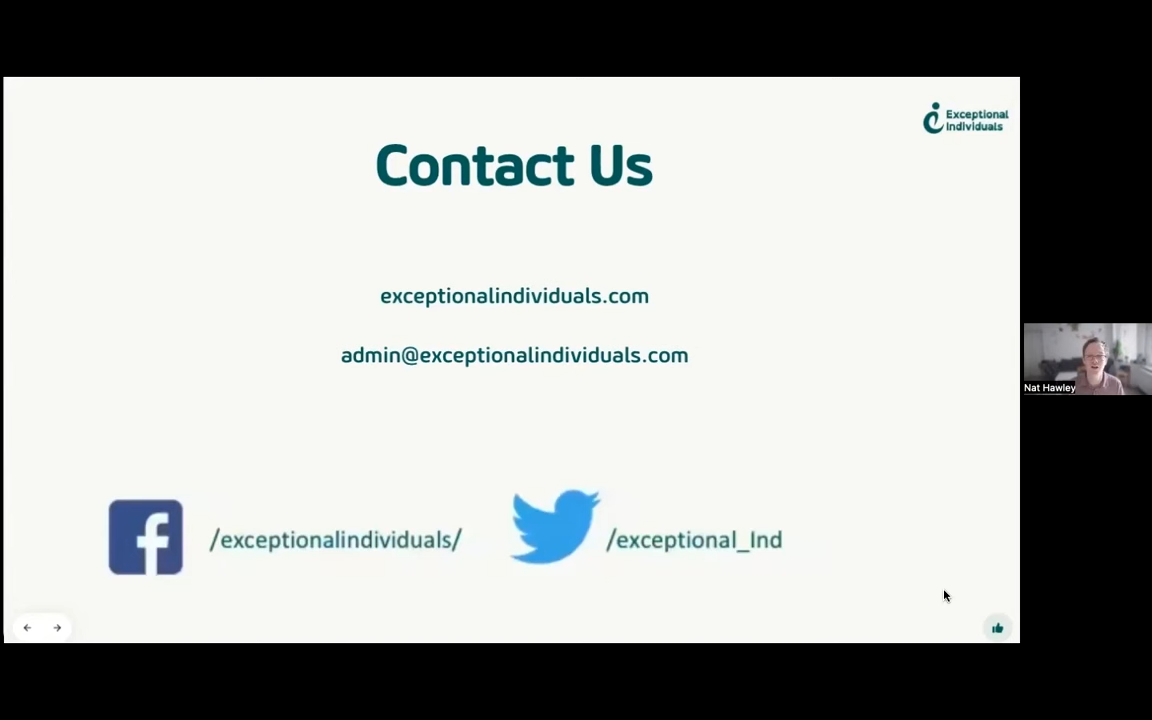 Exceptional
Individuals
Contact Us
exceptionalindividuals.com
admin@exceptionalindividuals.com
/exceptionalindividuals/
/exceptional_Ind
Nat Hawley